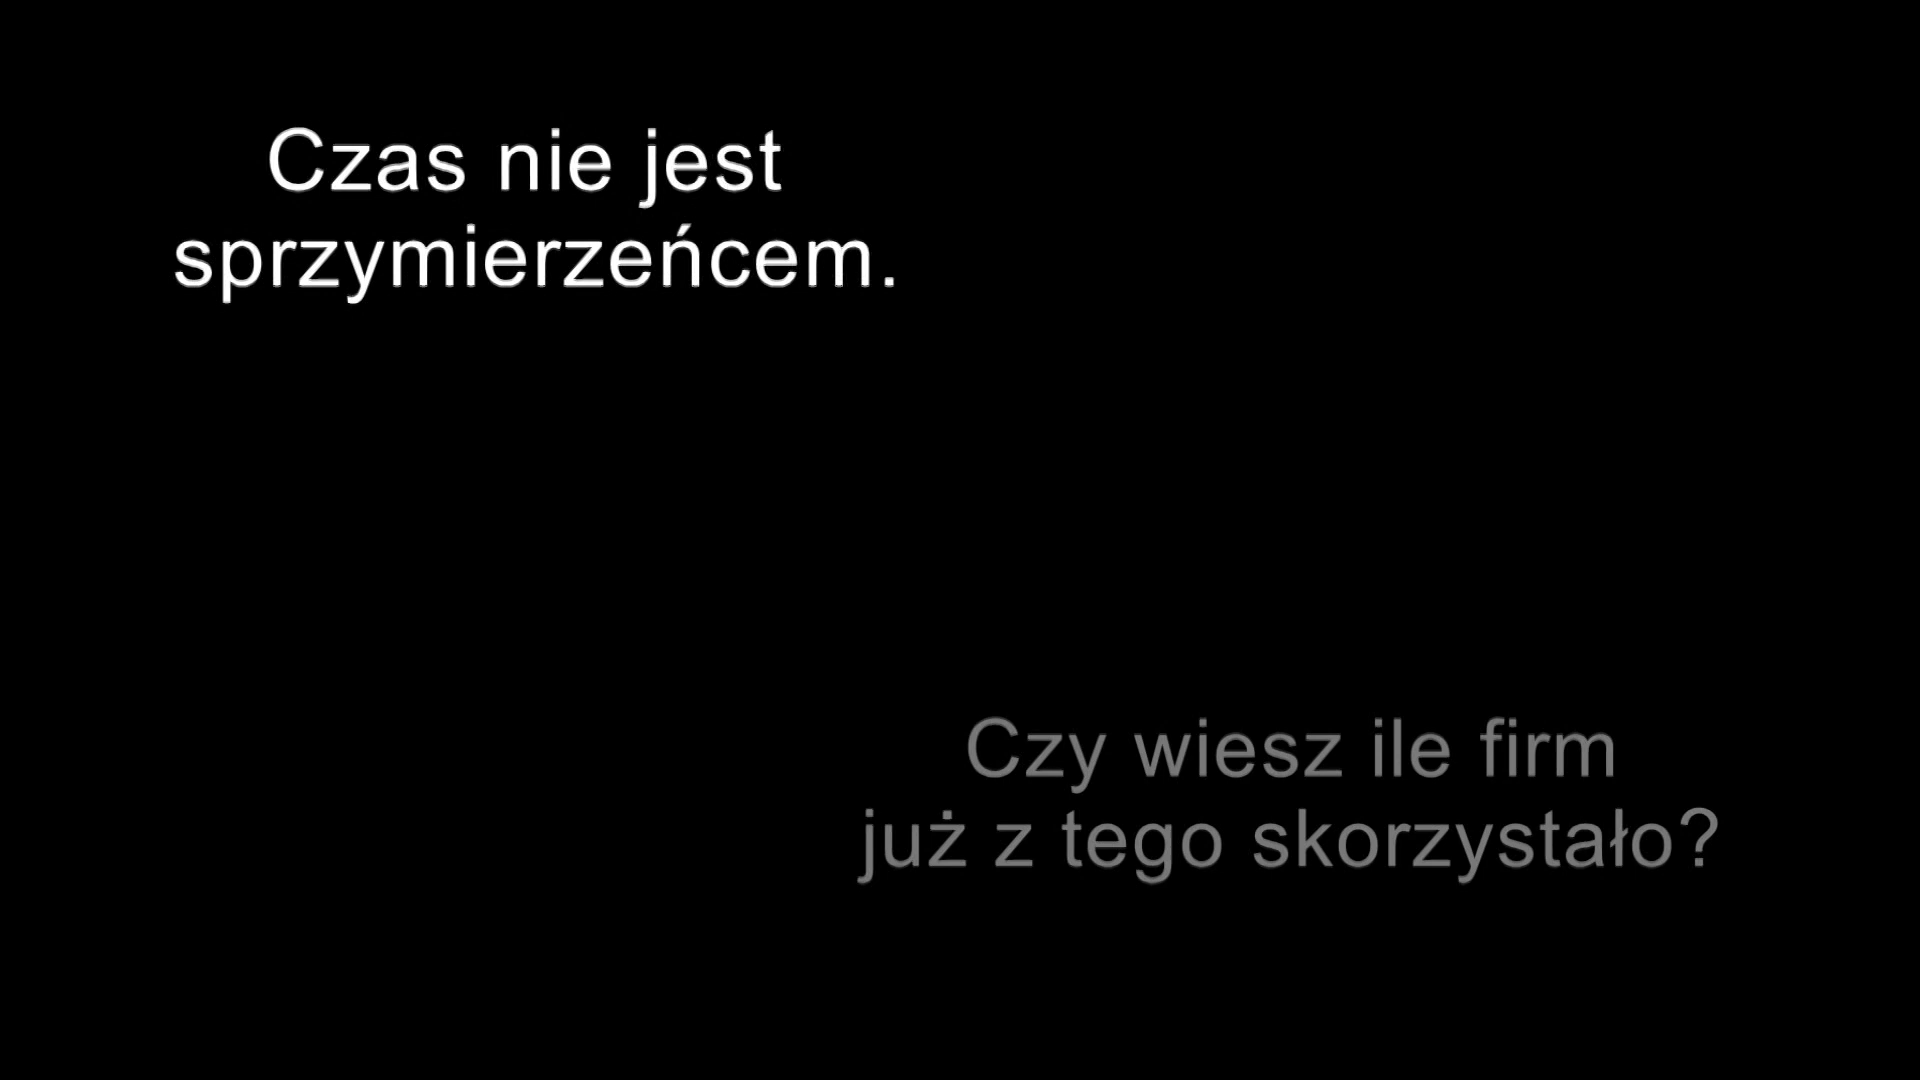 Czas nie jest
sprzymierzeńcem.
Czy wiesz ile firm
już z tego skorzystało?